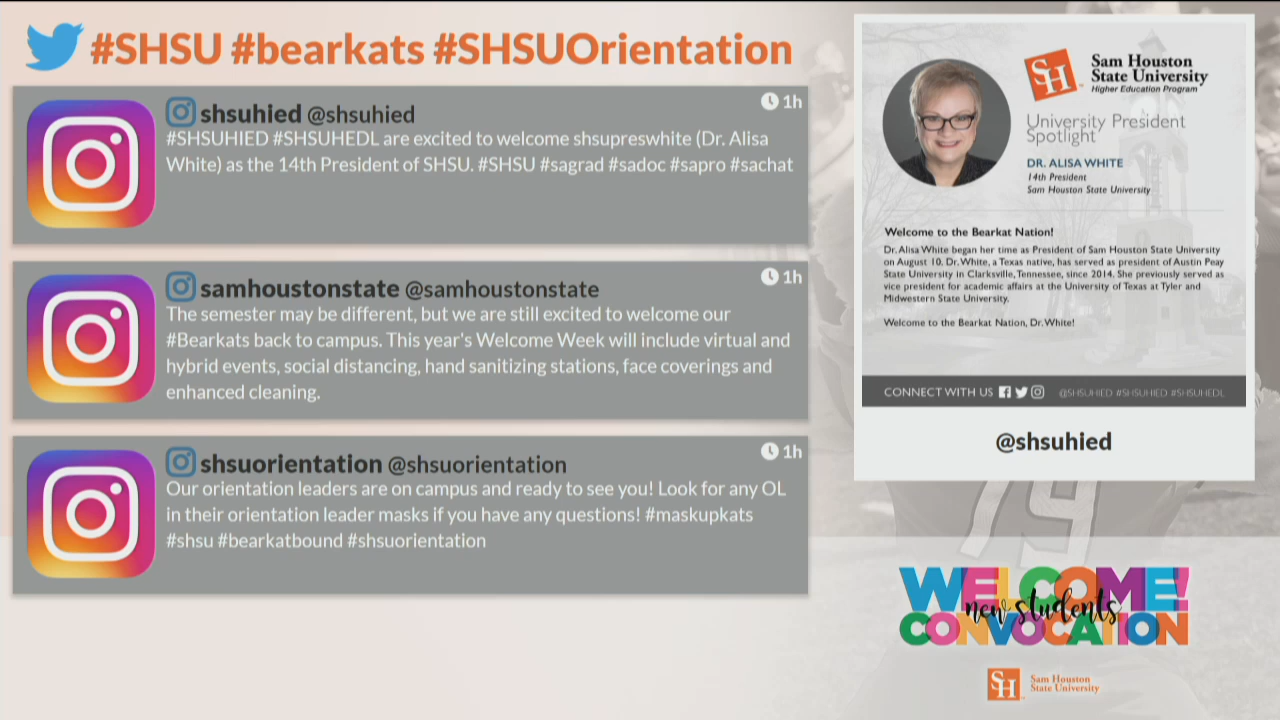 #SHSU #bearkats #SHSUOrientation
shsuhied @shsuhied
1h
#SHSUHIED #SHSUHEDL are excited to welcome shsupreswhite (Dr. Alisa
White) as the 14th President of SHSU. #SHSU #sagrad #sadoc #sapro #sachat
samhoustonstate @samhoustonstate
1h
The semester may be different, but we are still excited to welcome our
#Bearkats back to campus. This year's Welcome Week will include virtual and
hybrid events, social distancing, hand sanitizing stations, face coverings and
enhanced cleaning.
shsuorientation @shsuorientation
1h
Our orientation leaders are on campus and ready to see you! Look for any OL
in their orientation leader masks if you have any questions! #maskupkats
#shsu #bearkatbound #shsuorientation
SH
Sam Houston
State University
Higher Education Program
University President
Spotlight
DR. ALISA WHITE
14th President
Sam Houston State University
Welcome to the Bearkat Nation!
Dr. Alisa White began her time as President of Sam Houston State University
on August 10. Dr. White, a Texas native, has served as president of Austin Peay
State University in Clarksville, Tennessee, since 2014. She previously served as
vice president for academic affairs at the University of Texas at Tyler and
Midwestern State University.
Welcome to the Bearkat Nation, Dr. White!
CONNECT WITH US
@SHSUHIED #SHSUHIED #SHSUHEDL
@shsuhied
79
WELCOME!
new students
CONVOCATION
SH
Sam Houston
State University